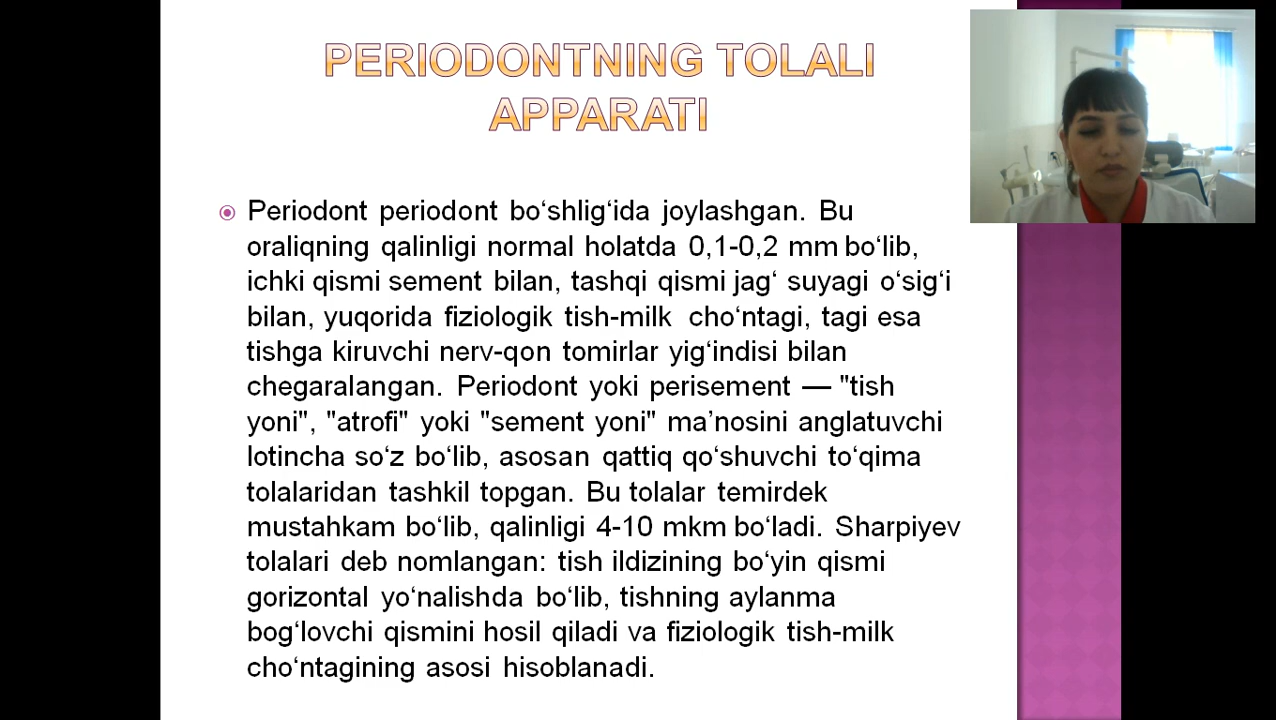 PERIODONTNING TOLALI
APPARATI
Periodont periodont bo‘shlig‘ida joylashgan. Bu
oraliqning qalinligi normal holatda 0,1-0,2 mm bo‘lib,
ichki qismi sement bilan, tashqi qismi jag‘ suyagi o‘sig‘i
bilan, yuqorida fiziologik tish-milk cho‘ntagi, tagi esa
tishga kiruvchi nerv-qon tomirlar yig‘indisi bilan
chegaralangan. Periodont yoki perisement — "tish
yoni", "atrofi" yoki "sement yoni" ma’nosini anglatuvchi
lotincha so‘z bo‘lib, asosan qattiq qo‘shuvchi to‘qima
tolalaridan tashkil topgan. Bu tolalar temirdek
mustahkam bo‘lib, qalinligi 4-10 mkm bo‘ladi. Sharpiyev
tolalari deb nomlangan: tish ildizining bo‘yin qismi
gorizontal yo‘nalishda bo‘lib, tishning aylanma
bog‘lovchi qismini hosil qiladi va fiziologik tish-milk
cho‘ntagining asosi hisoblanadi.